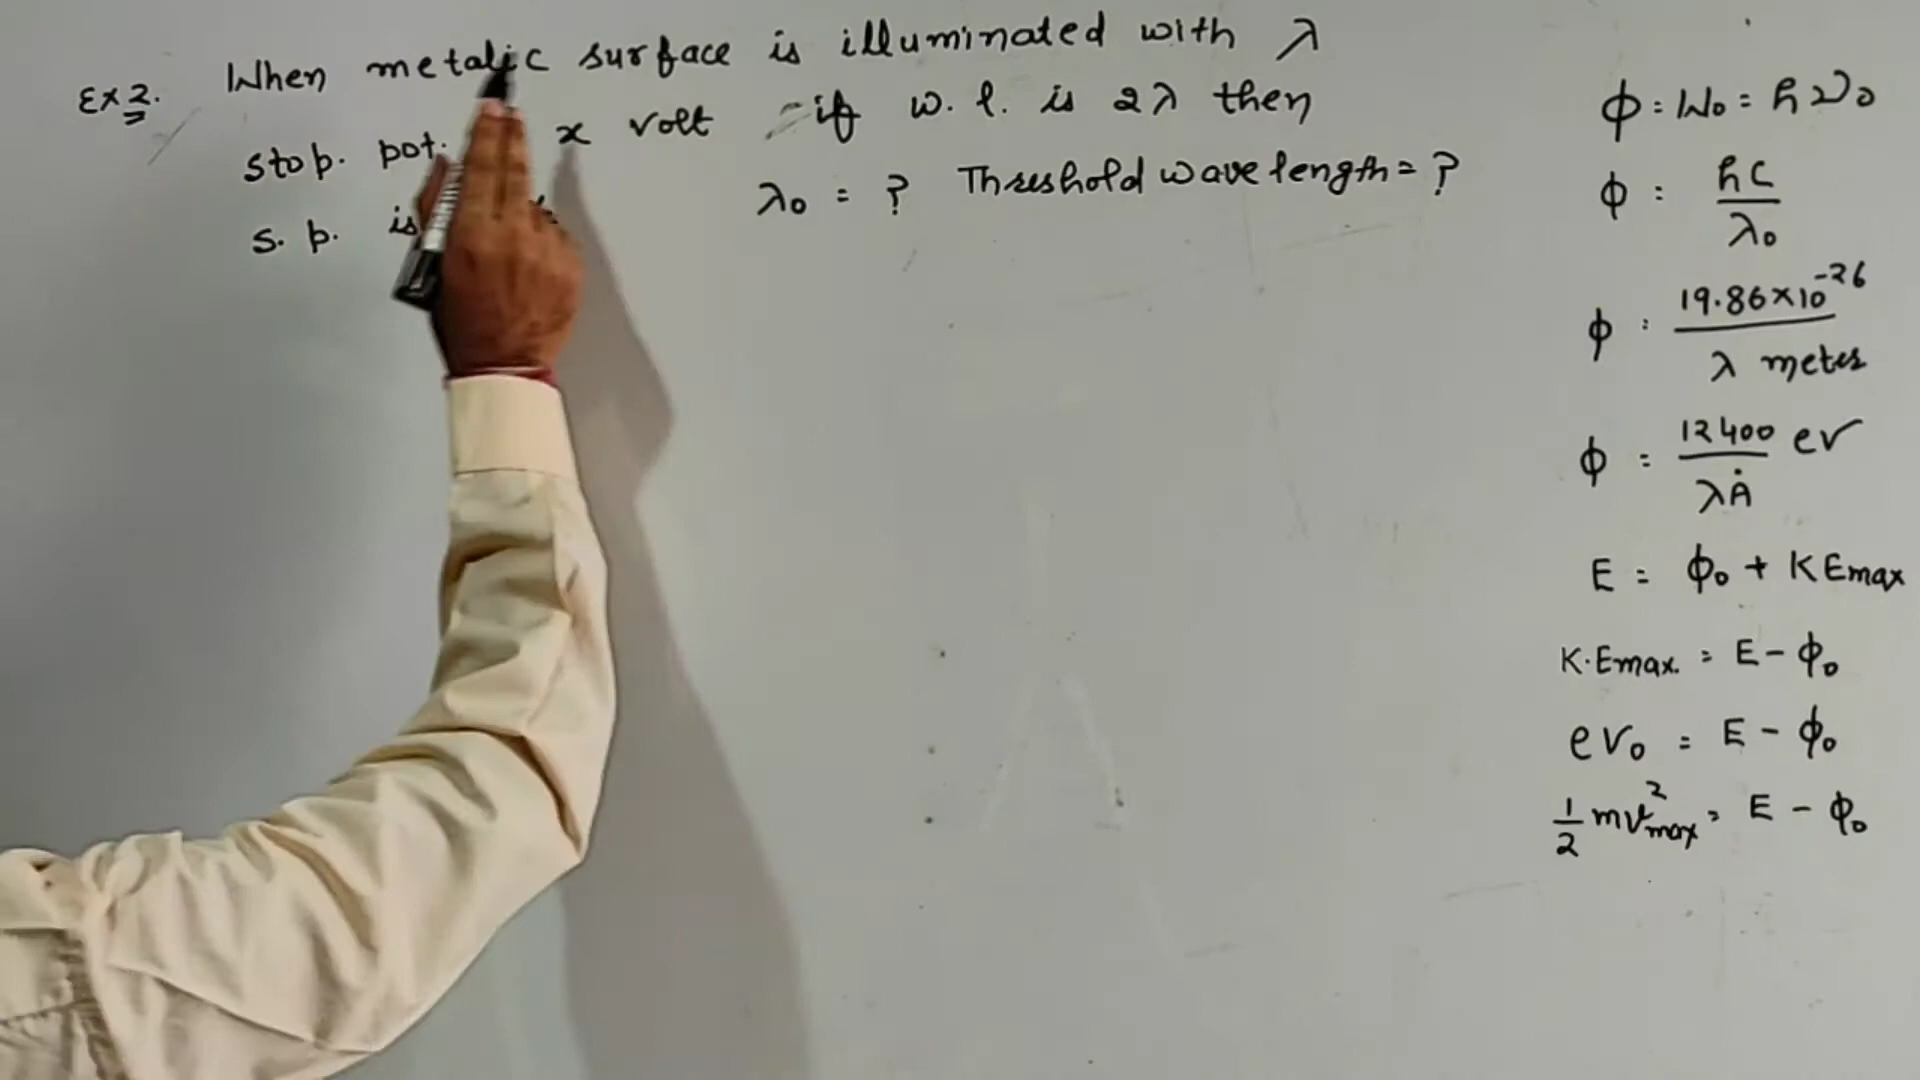 Ex 2. When metalic surface is illuminated with λ
stop. pot. x volt if w.l. is 2λ then
s.p. is λ₀ = ? Threshold wavelength = ?
ϕ = W₀ = hν₀
ϕ = hc / λ₀
ϕ = 19.86×10⁻²⁶ / λ meter
ϕ = 12400 / λÅ ev
E = ϕ₀ + KEmax
K.Emax. = E - ϕ₀
ev₀ = E - ϕ₀
1/2 mv²max = E - ϕ₀